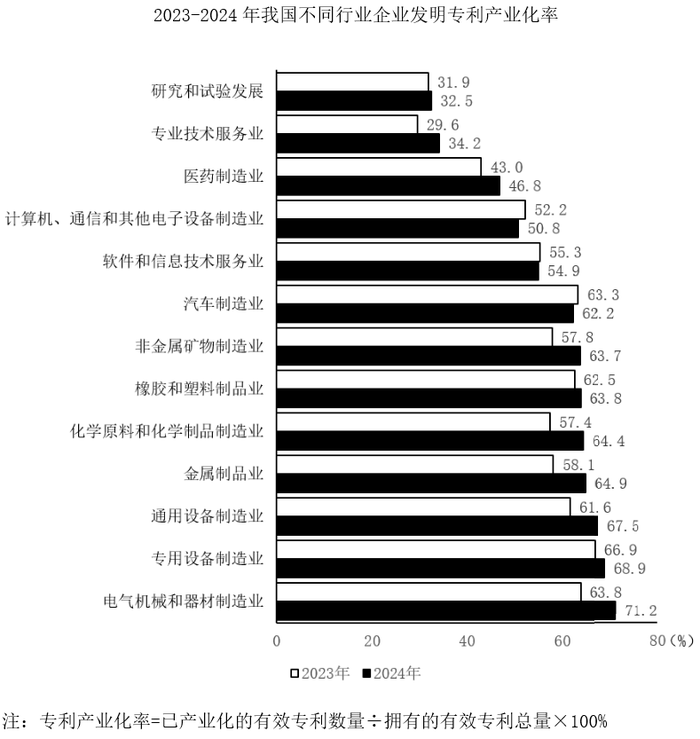 2023-2024年我国不同行业企业发明专利产业化率
研究和试验发展
31.9
32.5
专业技术服务业
29.6
34.2
医药制造业
43.0
46.8
计算机、通信和其他电子设备制造业
52.2
50.8
软件和信息技术服务业
55.3
54.9
汽车制造业
63.3
62.2
非金属矿物制造业
57.8
63.7
橡胶和塑料制品业
62.5
63.8
化学原料和化学制品制造业
57.4
64.4
金属制品业
58.1
64.9
通用设备制造业
61.6
67.5
专用设备制造业
66.9
68.9
电气机械和器材制造业
63.8
71.2
0 20 40 60 80(%)
2023年 2024年
注：专利产业化率=已产业化的有效专利数量÷拥有的有效专利总量×100%